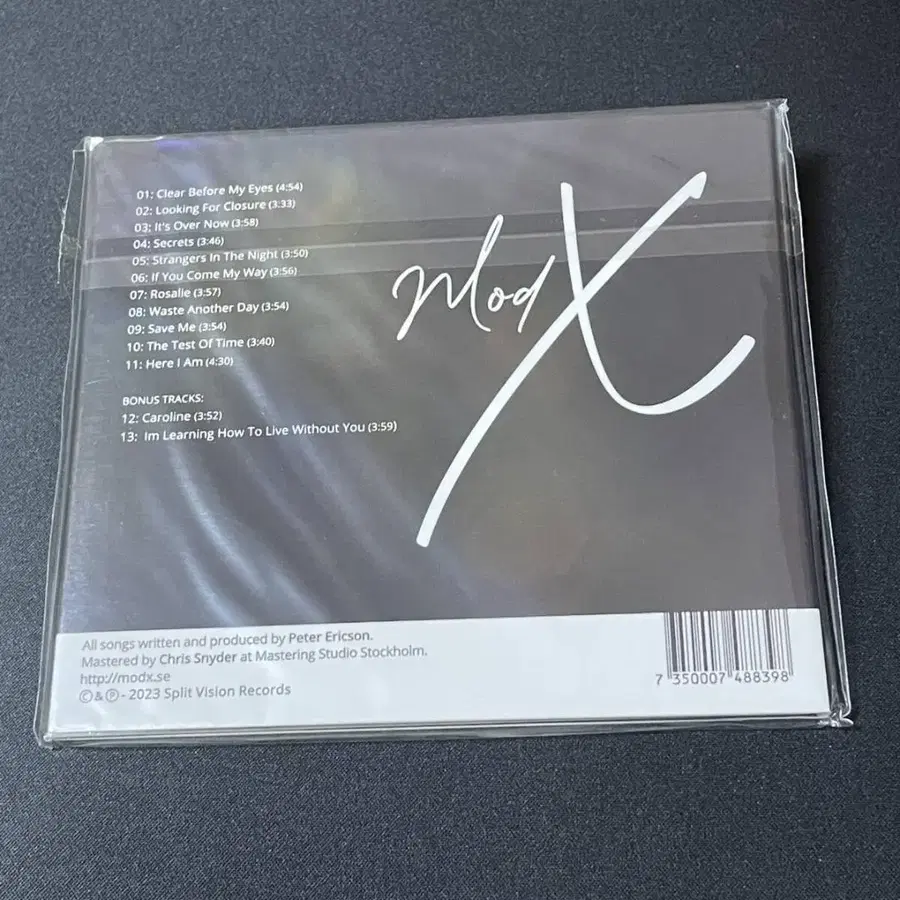 01: Clear Before My Eyes (4:54)
02: Looking For Closure (3:33)
03: It's Over Now (3:58)
04: Secrets (3:46)
05: Strangers In The Night (3:50)
06: If You Come My Way (3:56)
07: Rosalie (3:57)
08: Waste Another Day (3:54)
09: Save Me (3:54)
10: The Test Of Time (3:40)
11: Here I Am (4:30)
BONUS TRACKS:
12: Caroline (3:52)
13: Im Learning How To Live Without You (3:59)
Mod X
All songs written and produced by Peter Ericson.
Mastered by Chris Snyder at Mastering Studio Stockholm.
http://modx.se
© & ℗ - 2023 Split Vision Records
7 350007 488398